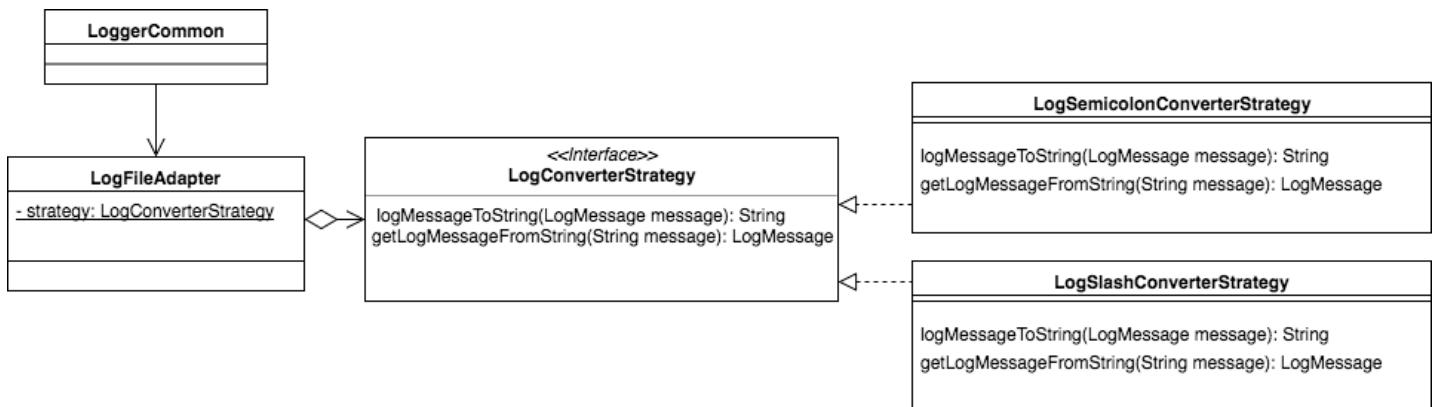 LoggerCommon
LogFileAdapter
- strategy: LogConverterStrategy
<<Interface>>
LogConverterStrategy
logMessageToString(LogMessage message): String
getLogMessageFromString(String message): LogMessage
LogSemicolonConverterStrategy
logMessageToString(LogMessage message): String
getLogMessageFromString(String message): LogMessage
LogSlashConverterStrategy
logMessageToString(LogMessage message): String
getLogMessageFromString(String message): LogMessage